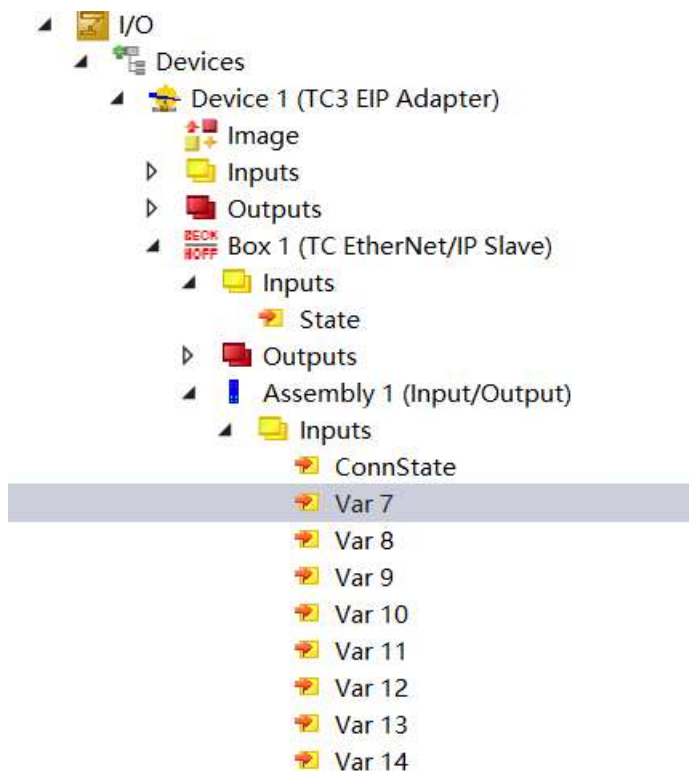 I/O
Devices
Device 1 (TC3 EIP Adapter)
Image
Inputs
Outputs
BECK
HOFF
Box 1 (TC EtherNet/IP Slave)
Inputs
State
Outputs
Assembly 1 (Input/Output)
Inputs
ConnState
Var 7
Var 8
Var 9
Var 10
Var 11
Var 12
Var 13
Var 14